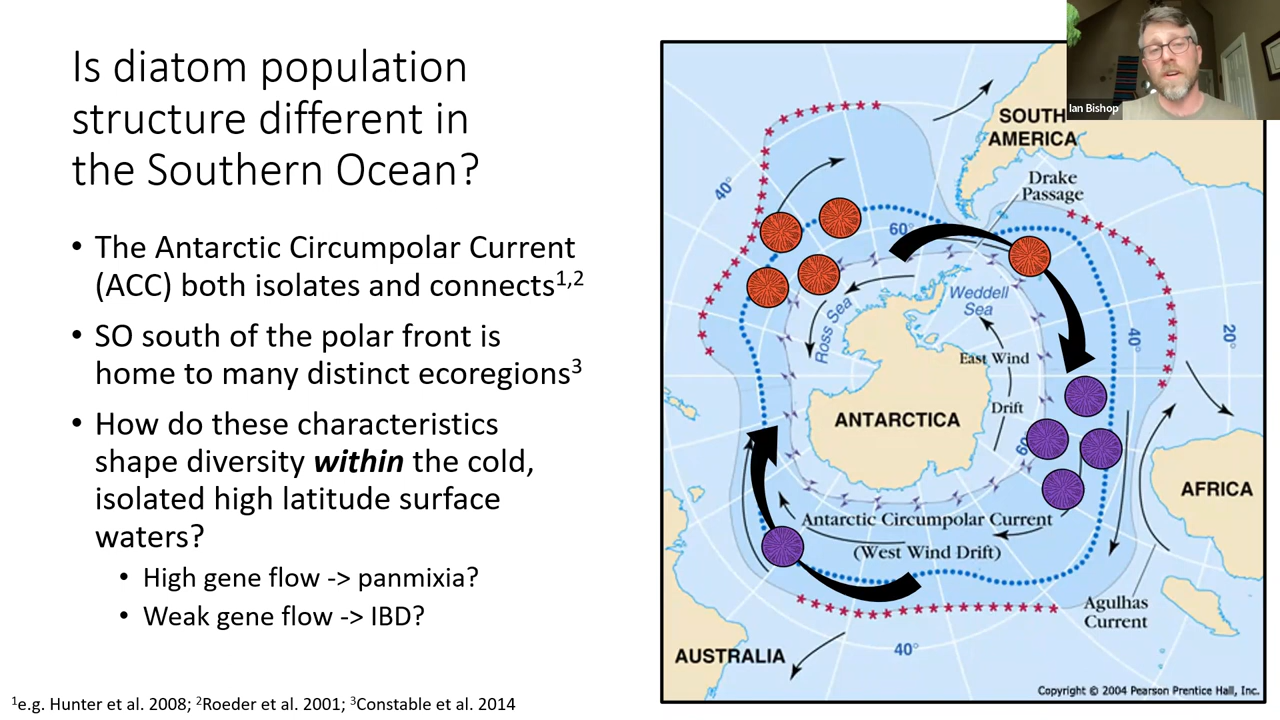 Is diatom population
structure different in
the Southern Ocean?
• The Antarctic Circumpolar Current
(ACC) both isolates and connects1,2
• SO south of the polar front is
home to many distinct ecoregions3
• How do these characteristics
shape diversity within the cold,
isolated high latitude surface
waters?
• High gene flow -> panmixia?
• Weak gene flow -> IBD?
1e.g. Hunter et al. 2008; 2Roeder et al. 2001; 3Constable et al. 2014
Ian Bishop
SOUTH
AMERICA
Drake
Passage
40°
60°
Weddell
Sea
Ross Sea
East Wind
Drift
40°
20°
ANTARCTICA
60
AFRICA
Antarctic Circumpolar Current
(West Wind Drift)
Agulhas
Current
40°
AUSTRALIA
Copyright © 2004 Pearson Prentice Hall, Inc.